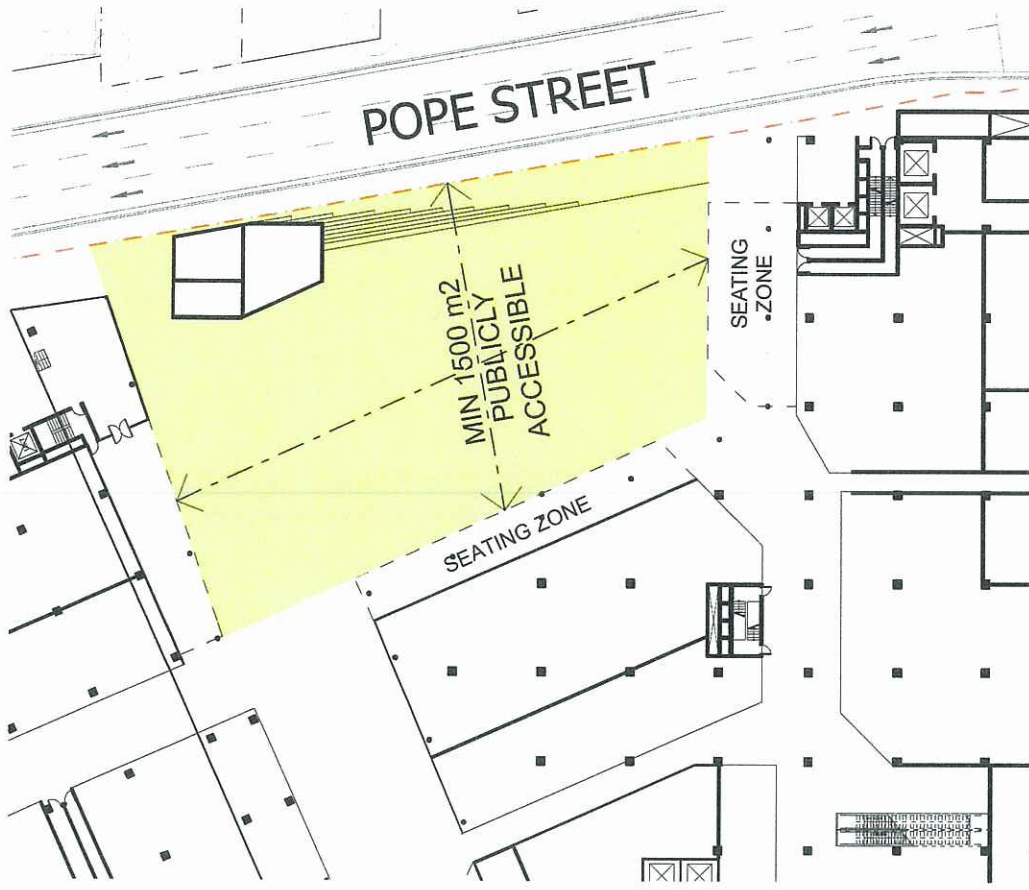 POPE STREET
MIN 1500 m2
PUBLICLY
ACCESSIBLE
SEATING
ZONE
SEATING ZONE